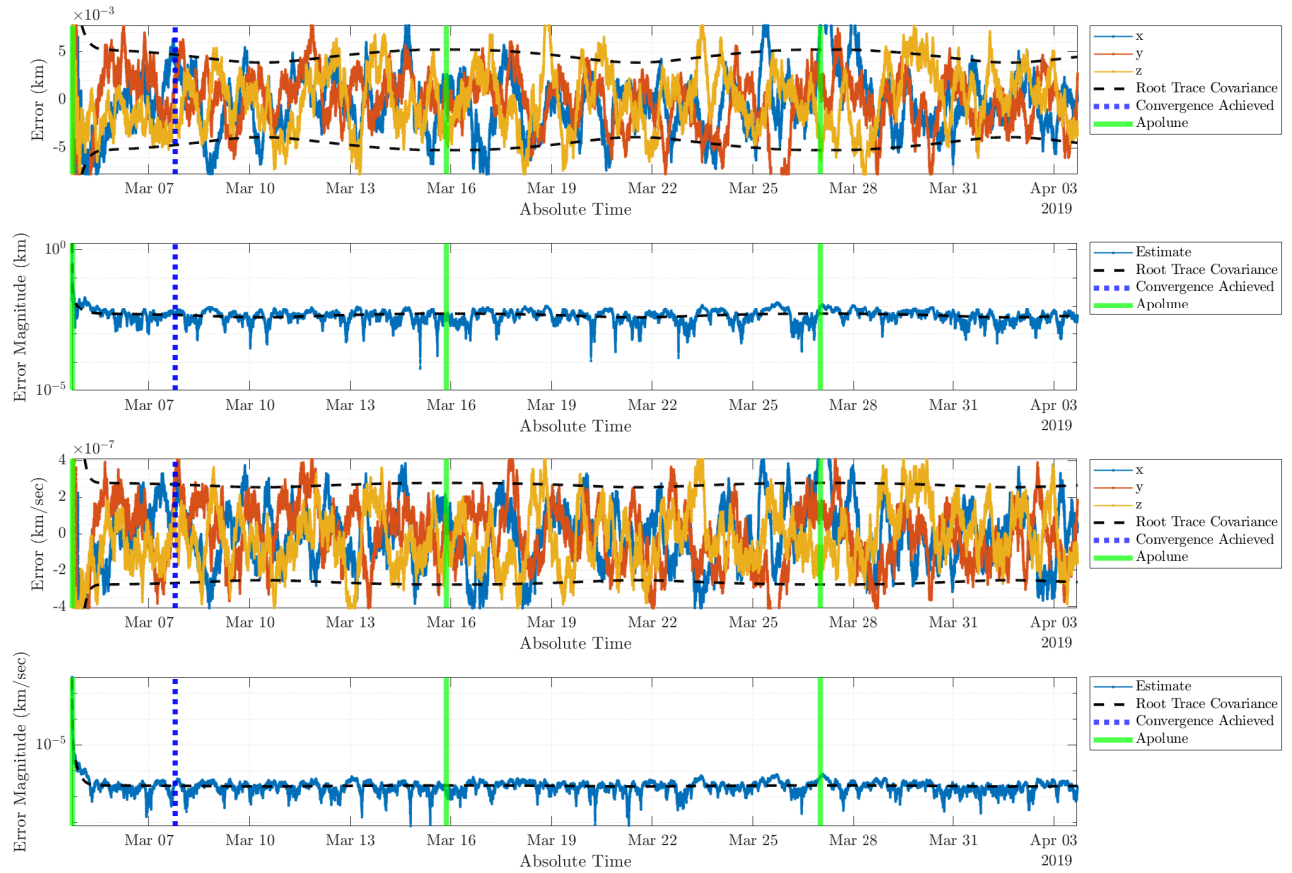 ×10⁻³
Error (km)
5
0
-5
Mar 07 Mar 10 Mar 13 Mar 16 Mar 19 Mar 22 Mar 25 Mar 28 Mar 31 Apr 03
2019
Absolute Time
x
y
z
Root Trace Covariance
Convergence Achieved
Apolune
Error Magnitude (km)
10⁰
10⁻⁵
Mar 07 Mar 10 Mar 13 Mar 16 Mar 19 Mar 22 Mar 25 Mar 28 Mar 31 Apr 03
2019
Absolute Time
Estimate
Root Trace Covariance
Convergence Achieved
Apolune
×10⁻⁷
Error (km/sec)
4
2
0
-2
-4
Mar 07 Mar 10 Mar 13 Mar 16 Mar 19 Mar 22 Mar 25 Mar 28 Mar 31 Apr 03
2019
Absolute Time
x
y
z
Root Trace Covariance
Convergence Achieved
Apolune
Error Magnitude (km/sec)
10⁻⁵
Mar 07 Mar 10 Mar 13 Mar 16 Mar 19 Mar 22 Mar 25 Mar 28 Mar 31 Apr 03
2019
Absolute Time
Estimate
Root Trace Covariance
Convergence Achieved
Apolune